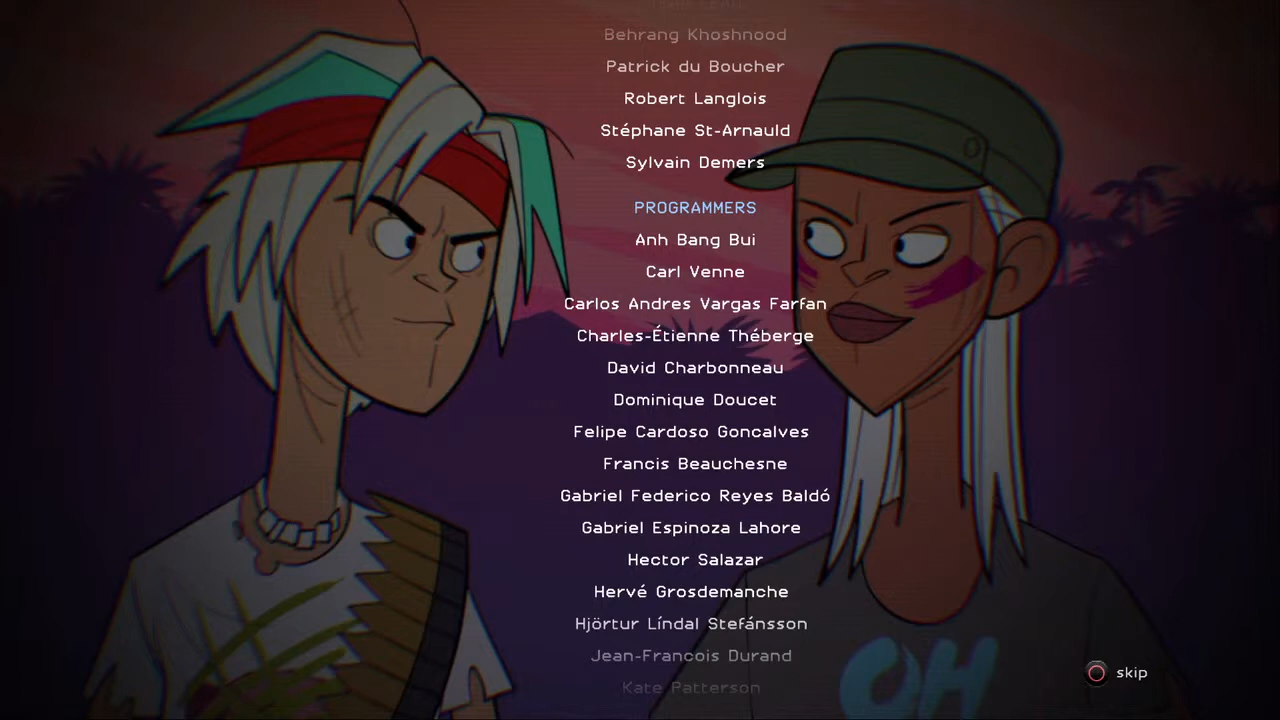 Behrang Khoshnood
Patrick du Boucher
Robert Langlois
Stéphane St-Arnauld
Sylvain Demers
PROGRAMMERS
Anh Bang Bui
Carl Venne
Carlos Andres Vargas Farfan
Charles-Étienne Théberge
David Charbonneau
Dominique Doucet
Felipe Cardoso Goncalves
Francis Beauchesne
Gabriel Federico Reyes Baldó
Gabriel Espinoza Lahore
Hector Salazar
Hervé Grosdemanche
Hjörtur Líndal Stefánsson
Jean-Francois Durand
Kate Patterson
OH
skip